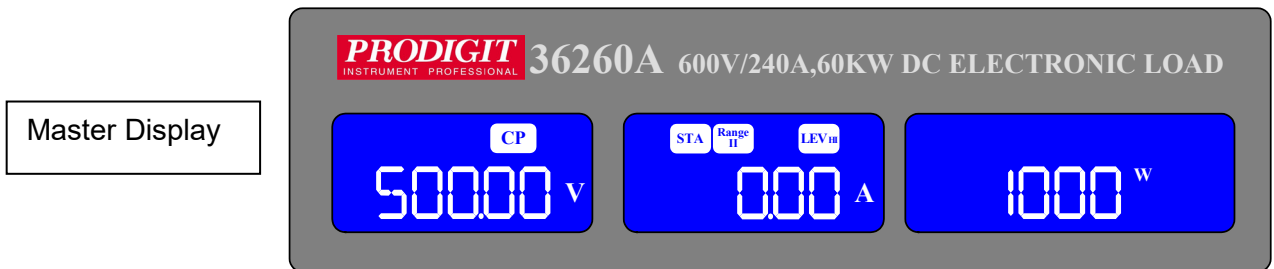 PRODIGIT
INSTRUMENT PROFESSIONAL
36260A 600V/240A,60KW DC ELECTRONIC LOAD
Master Display
CP
STA Range II LEV HI
500.00 V
0.00 A
1000 W